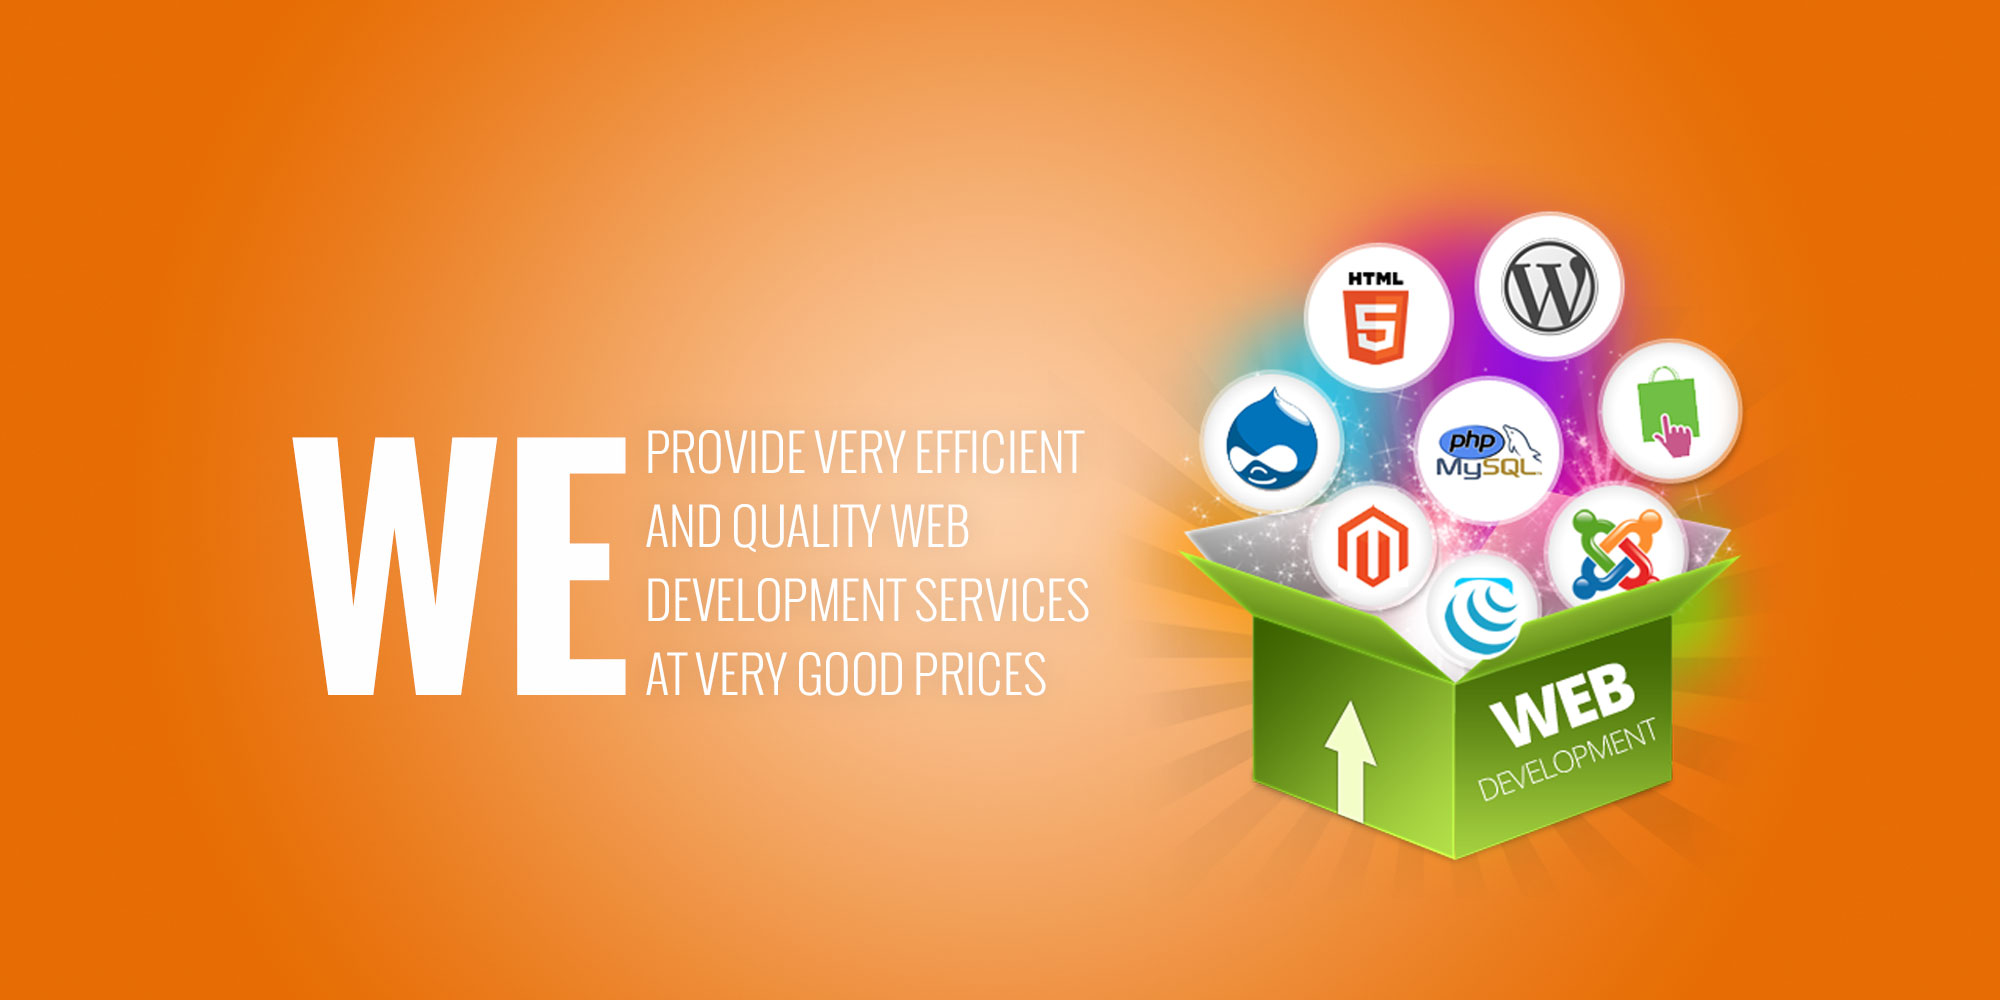 WE
PROVIDE VERY EFFICIENT
AND QUALITY WEB
DEVELOPMENT SERVICES
AT VERY GOOD PRICES
HTML
5
W
php
MySQL
WEB
DEVELOPMENT